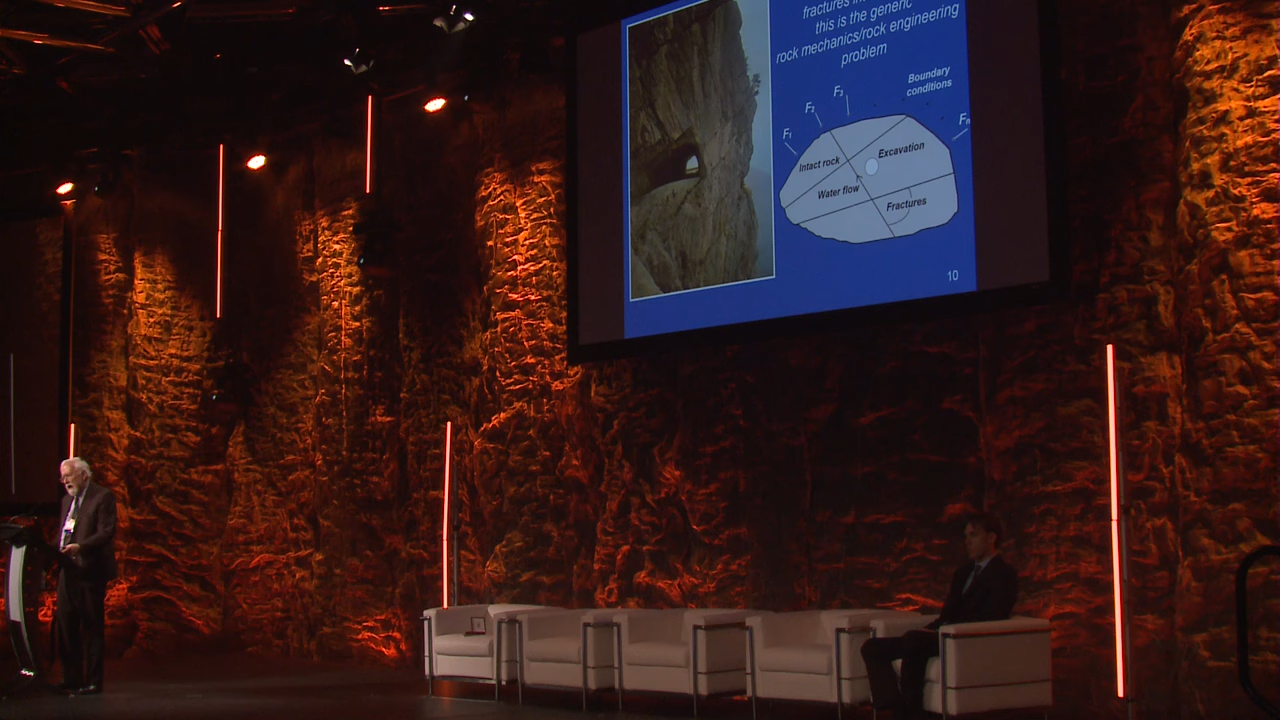 fractures
this is the generic
rock mechanics/rock engineering
problem
Boundary
conditions
F3
F2
F1
Fn
Intact rock
Excavation
Water flow
Fractures
10